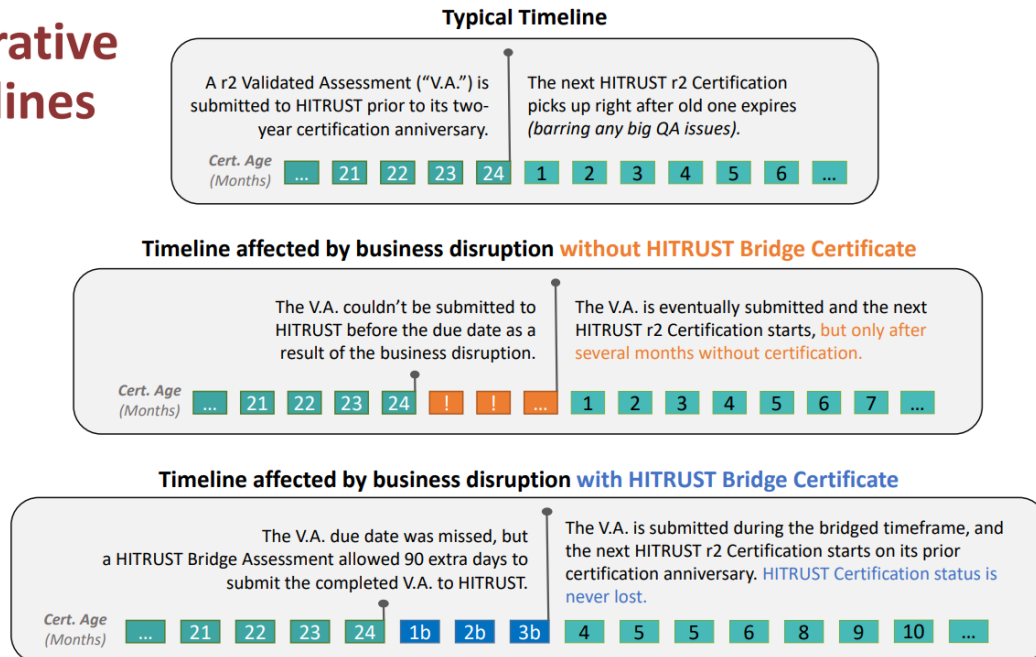 rative
lines
Typical Timeline
A r2 Validated Assessment (“V.A.”) is
submitted to HITRUST prior to its two-
year certification anniversary.
The next HITRUST r2 Certification
picks up right after old one expires
(barring any big QA issues).
Cert. Age
(Months)
... 21 22 23 24 1 2 3 4 5 6 ...
Timeline affected by business disruption without HITRUST Bridge Certificate
The V.A. couldn’t be submitted to
HITRUST before the due date as a
result of the business disruption.
The V.A. is eventually submitted and the next
HITRUST r2 Certification starts, but only after
several months without certification.
Cert. Age
(Months)
... 21 22 23 24 ! ! ... 1 2 3 4 5 6 7 ...
Timeline affected by business disruption with HITRUST Bridge Certificate
The V.A. due date was missed, but
a HITRUST Bridge Assessment allowed 90 extra days to
submit the completed V.A. to HITRUST.
The V.A. is submitted during the bridged timeframe, and
the next HITRUST r2 Certification starts on its prior
certification anniversary. HITRUST Certification status is
never lost.
Cert. Age
(Months)
... 21 22 23 24 1b 2b 3b 4 5 5 6 8 9 10 ...